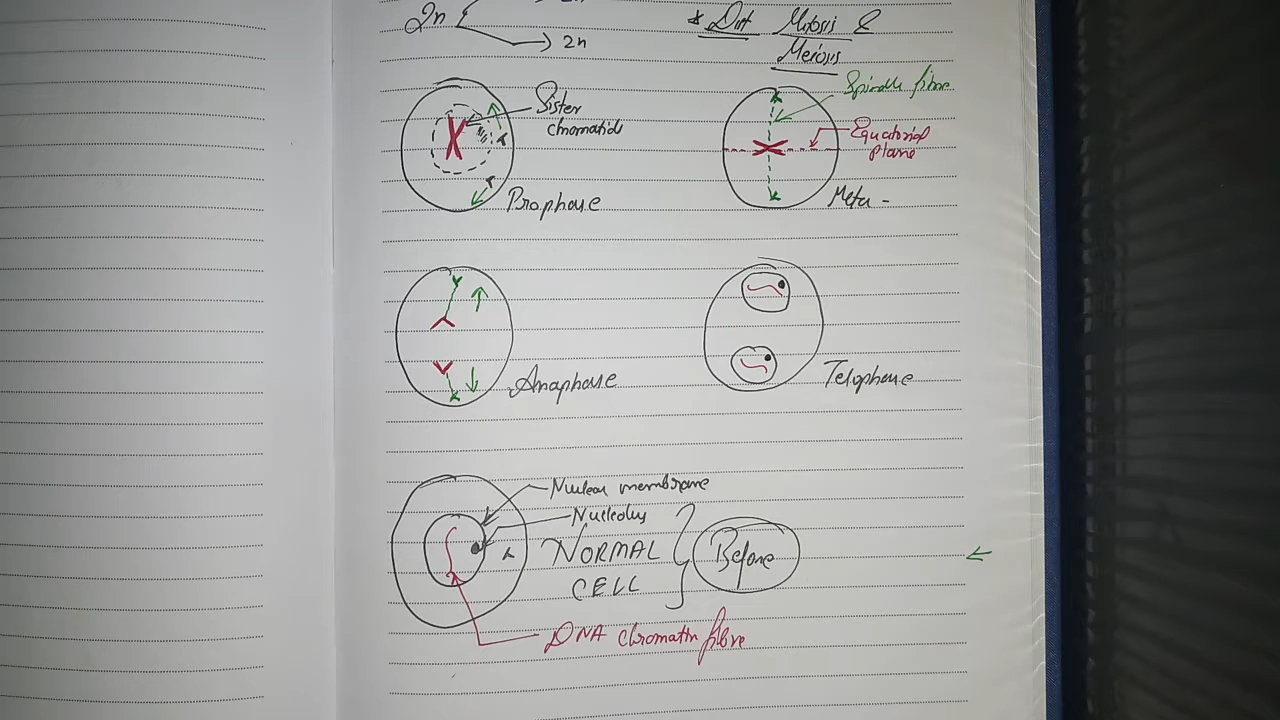 2n
2n
* Diff Mitosis &
Meiosis
Sister
chromatid
Prophase
Spindle fibre
Equatorial
plane
Meta -
Anaphase
Telophase
Nuclear membrane
Nucleolus
NORMAL
CELL
Before
DNA chromatin fibre